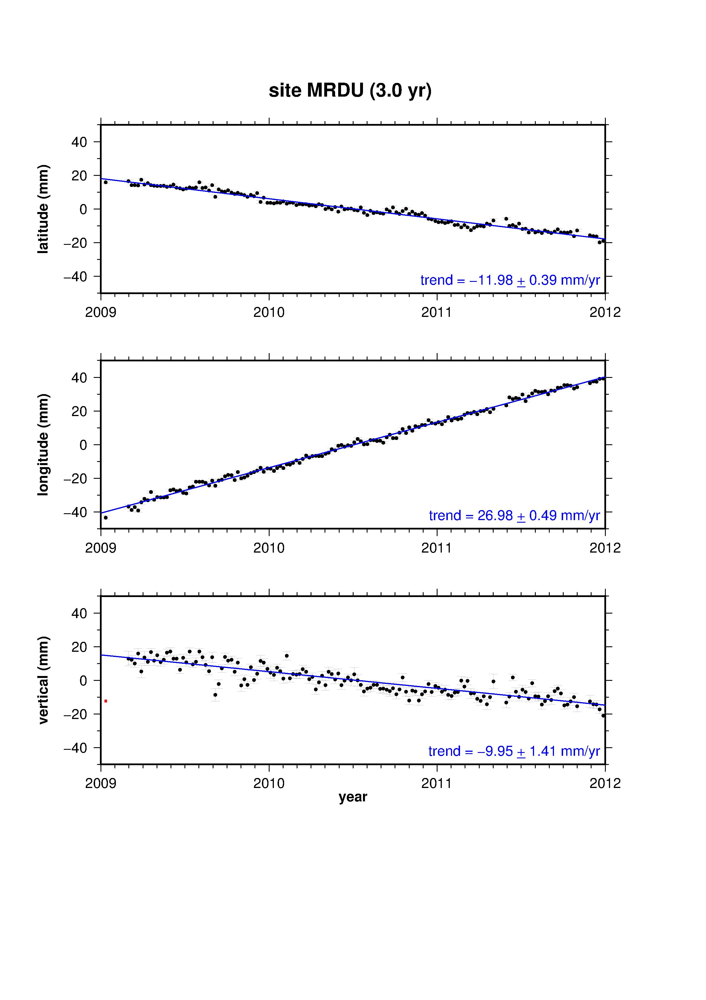 site MRDU (3.0 yr)
40
20
0
−20
−40
latitude (mm)
trend = −11.98 ± 0.39 mm/yr
2009 2010 2011 2012
40
20
0
−20
−40
longitude (mm)
trend = 26.98 ± 0.49 mm/yr
2009 2010 2011 2012
40
20
0
−20
−40
vertical (mm)
trend = −9.95 ± 1.41 mm/yr
2009 2010 2011 2012
year